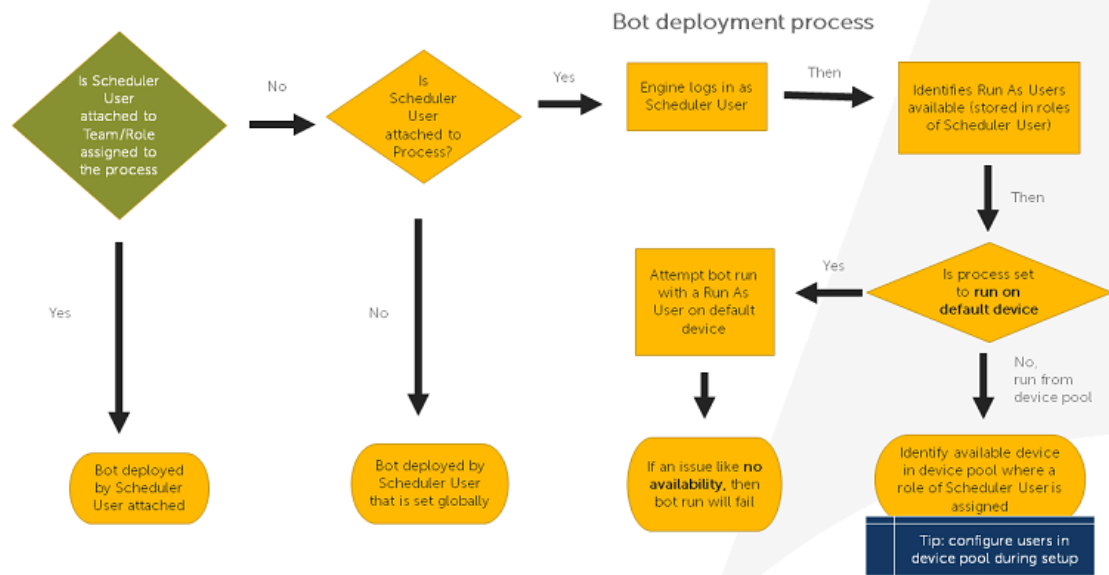 Bot deployment process
Is Scheduler
User
attached to
Team/Role
assigned to
the process
No
Is
Scheduler
User
attached to
Process?
Yes
Engine logs in as
Scheduler User
Then
Identifies Run As Users
available (stored in roles
of Scheduler User)
Then
Is process set
to run on
default device
Yes
Attempt bot run
with a Run As
User on default
device
Yes
No
No,
run from
device pool
Bot deployed
by Scheduler
User attached
Bot deployed by
Scheduler User
that is set globally
If an issue like no
availability, then
bot run will fail
Identify available device
in device pool where a
role of Scheduler User is
assigned
Tip: configure users in
device pool during setup